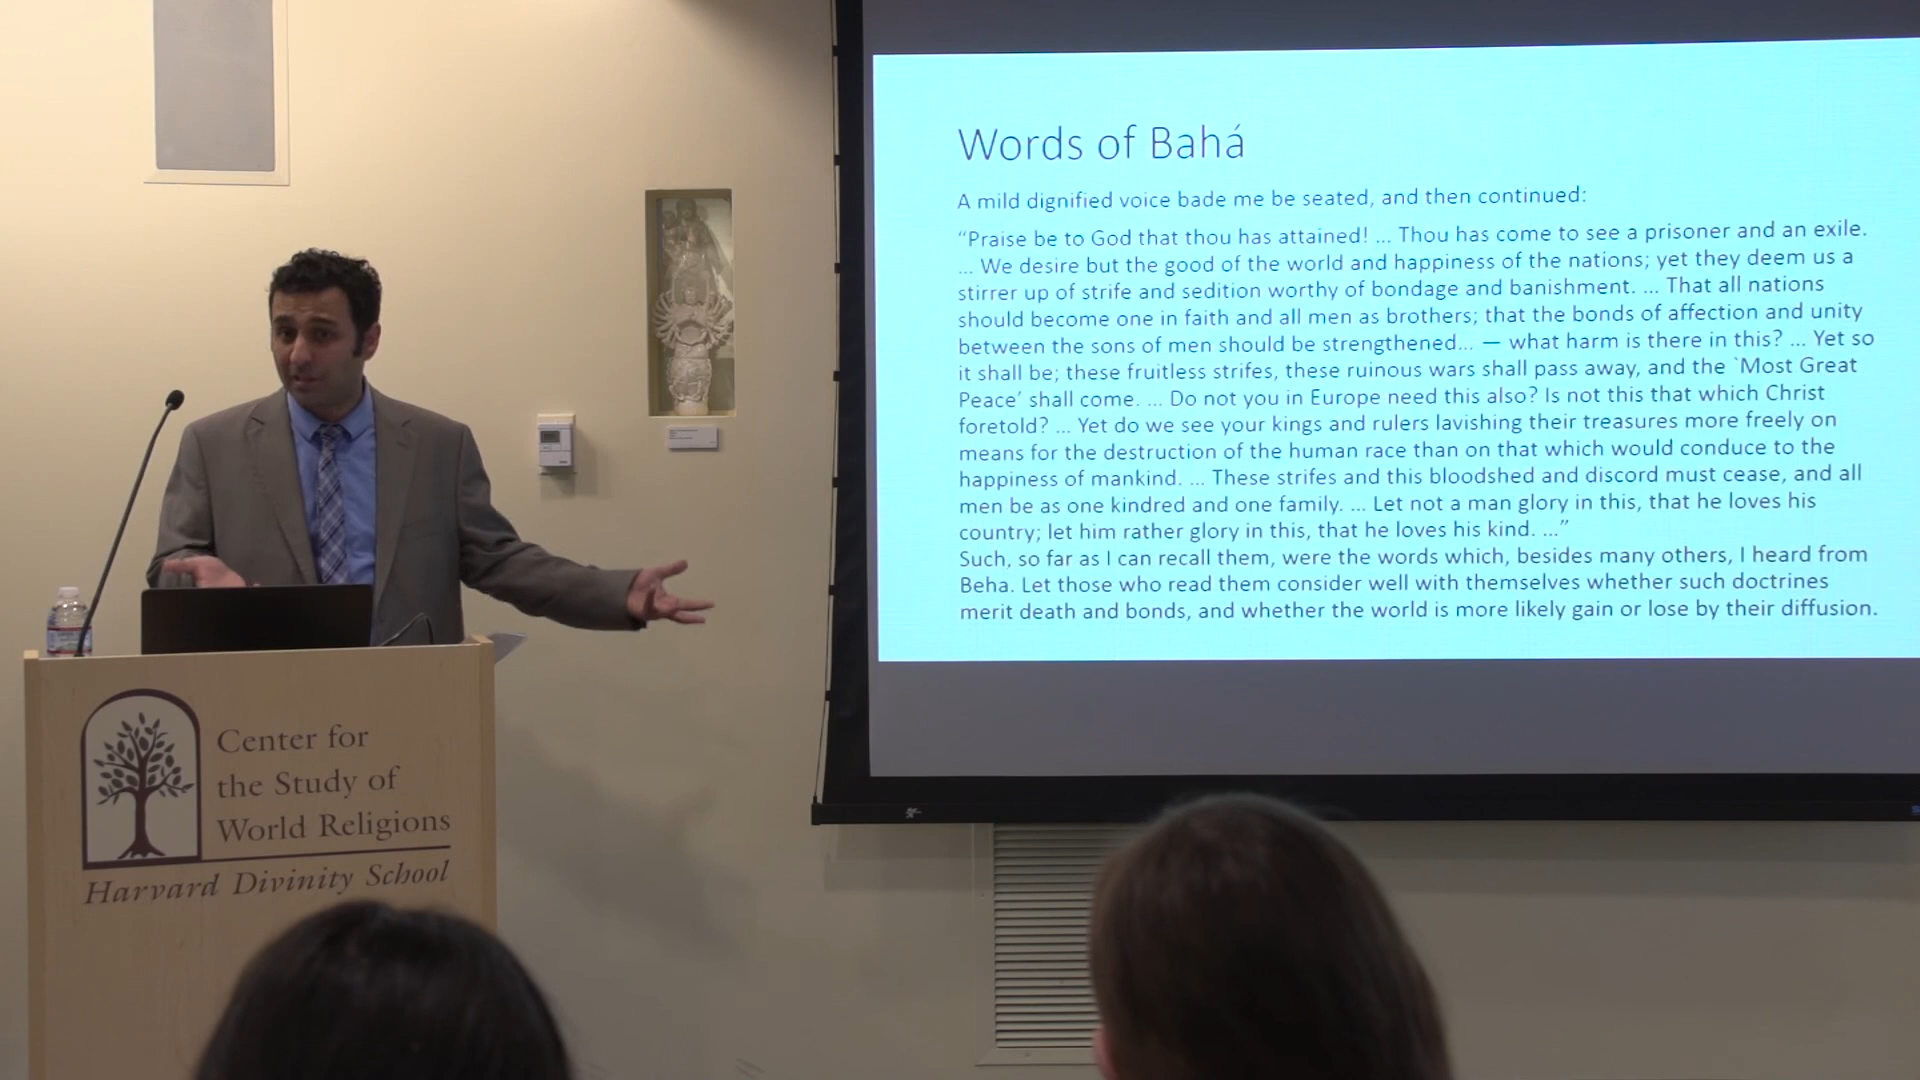 Words of Bahá
A mild dignified voice bade me be seated, and then continued:
“Praise be to God that thou has attained! ... Thou has come to see a prisoner and an exile.
... We desire but the good of the world and happiness of the nations; yet they deem us a
stirrer up of strife and sedition worthy of bondage and banishment. ... That all nations
should become one in faith and all men as brothers; that the bonds of affection and unity
between the sons of men should be strengthened... — what harm is there in this? ... Yet so
it shall be; these fruitless strifes, these ruinous wars shall pass away, and the `Most Great
Peace’ shall come. ... Do not you in Europe need this also? Is not this that which Christ
foretold? ... Yet do we see your kings and rulers lavishing their treasures more freely on
means for the destruction of the human race than on that which would conduce to the
happiness of mankind. ... These strifes and this bloodshed and discord must cease, and all
men be as one kindred and one family. ... Let not a man glory in this, that he loves his
country; let him rather glory in this, that he loves his kind. ...”
Such, so far as I can recall them, were the words which, besides many others, I heard from
Beha. Let those who read them consider well with themselves whether such doctrines
merit death and bonds, and whether the world is more likely gain or lose by their diffusion.
Center for
the Study of
World Religions
Harvard Divinity School